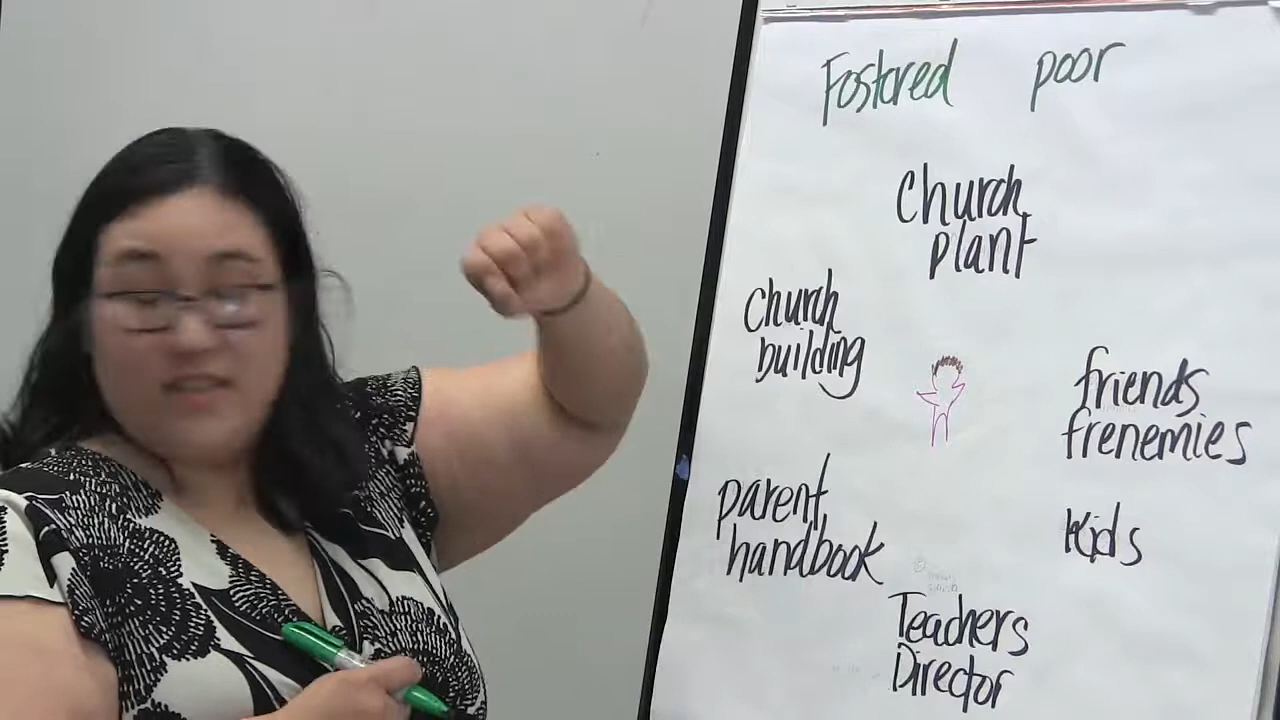 Fostered poor
Church
plant
Church
building
friends
frenemies
parent
handbook
Kids
Teachers
Director